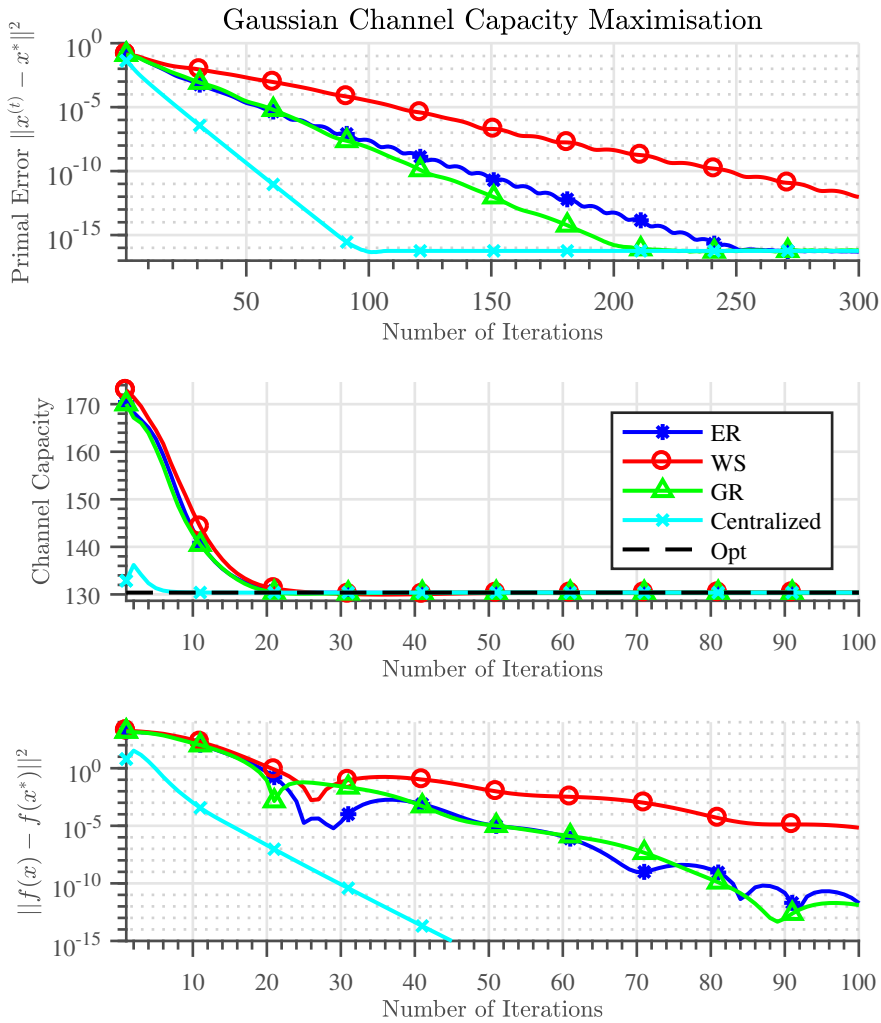 Gaussian Channel Capacity Maximisation
Primal Error ||x^(t) − x*||^2
10^0
10^-5
10^-10
10^-15
50 100 150 200 250 300
Number of Iterations
Channel Capacity
170
160
150
140
130
ER
WS
GR
Centralized
Opt
10 20 30 40 50 60 70 80 90 100
Number of Iterations
||f(x) − f(x*)||^2
10^0
10^-5
10^-10
10^-15
10 20 30 40 50 60 70 80 90 100
Number of Iterations